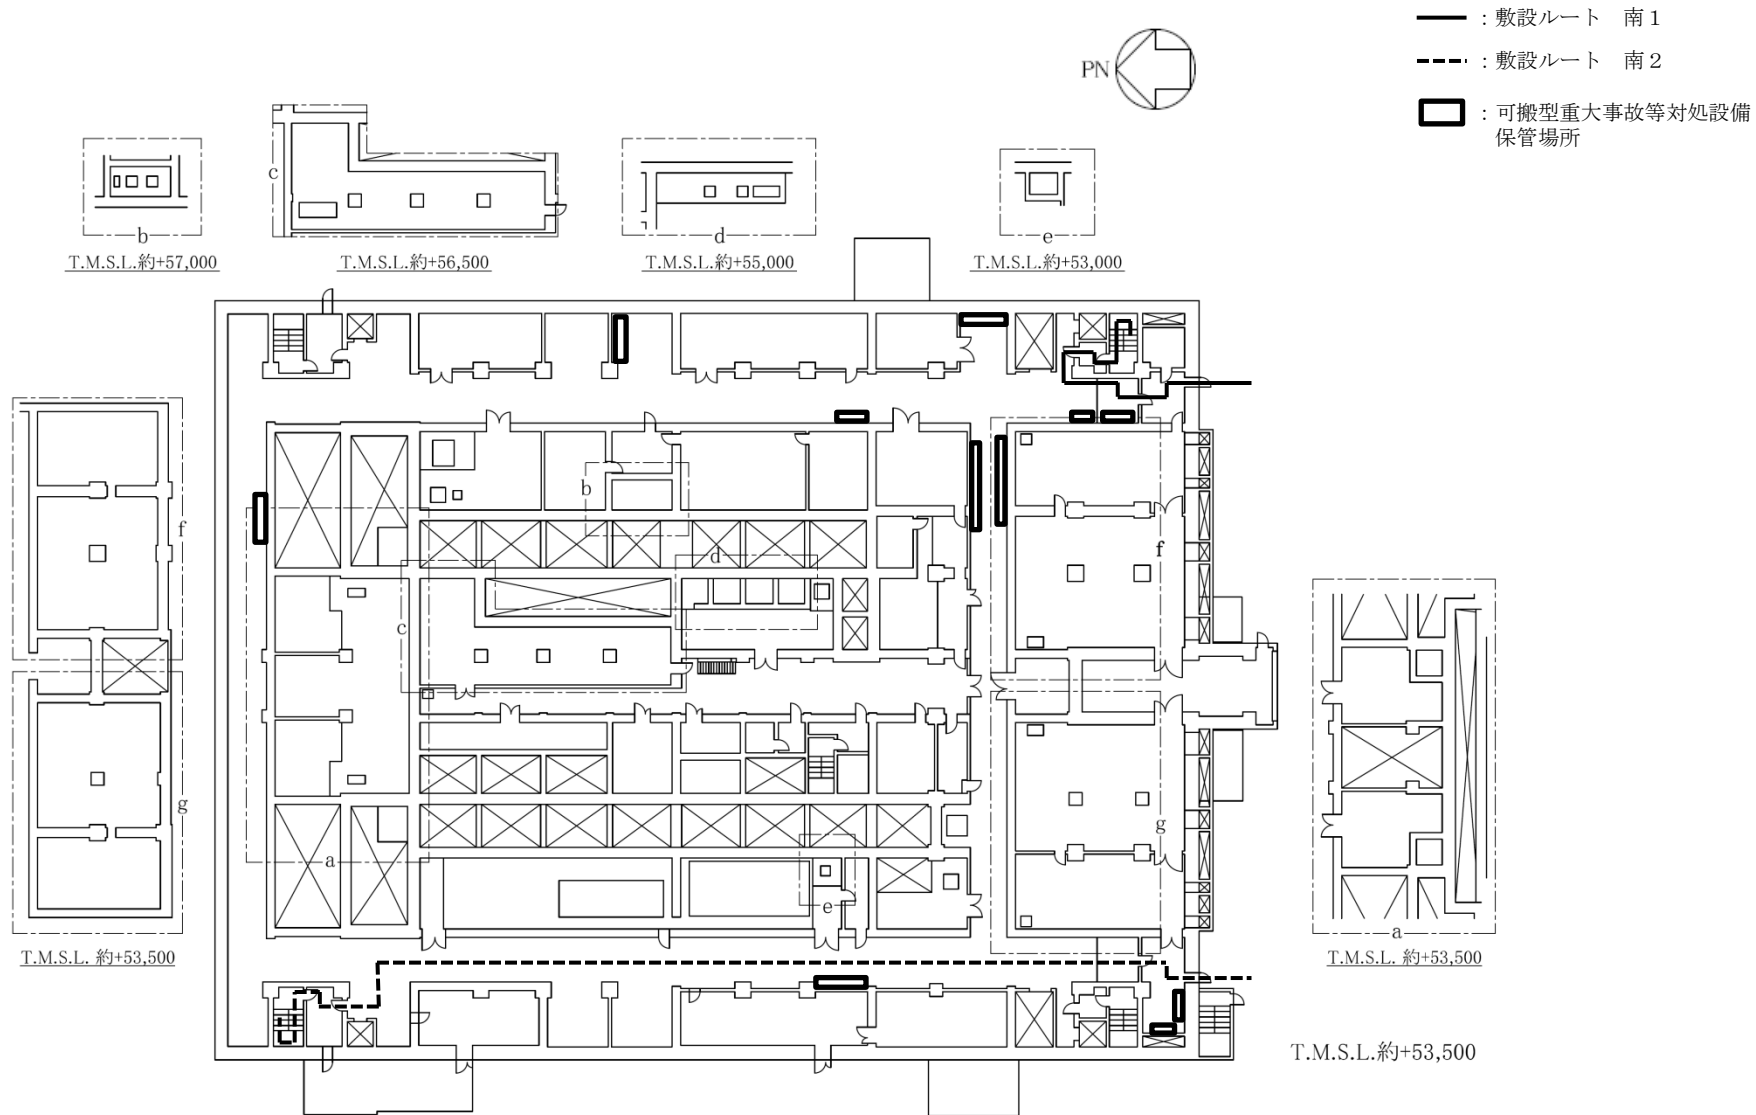 ：敷設ルート　南１
：敷設ルート　南２
：可搬型重大事故等対処設備
保管場所
PN
b
T.M.S.L.約+57,000
c
T.M.S.L.約+56,500
d
T.M.S.L.約+55,000
e
T.M.S.L.約+53,000
f
g
T.M.S.L. 約+53,500
b
d
c
a
e
f
g
a
T.M.S.L. 約+53,500
T.M.S.L.約+53,500